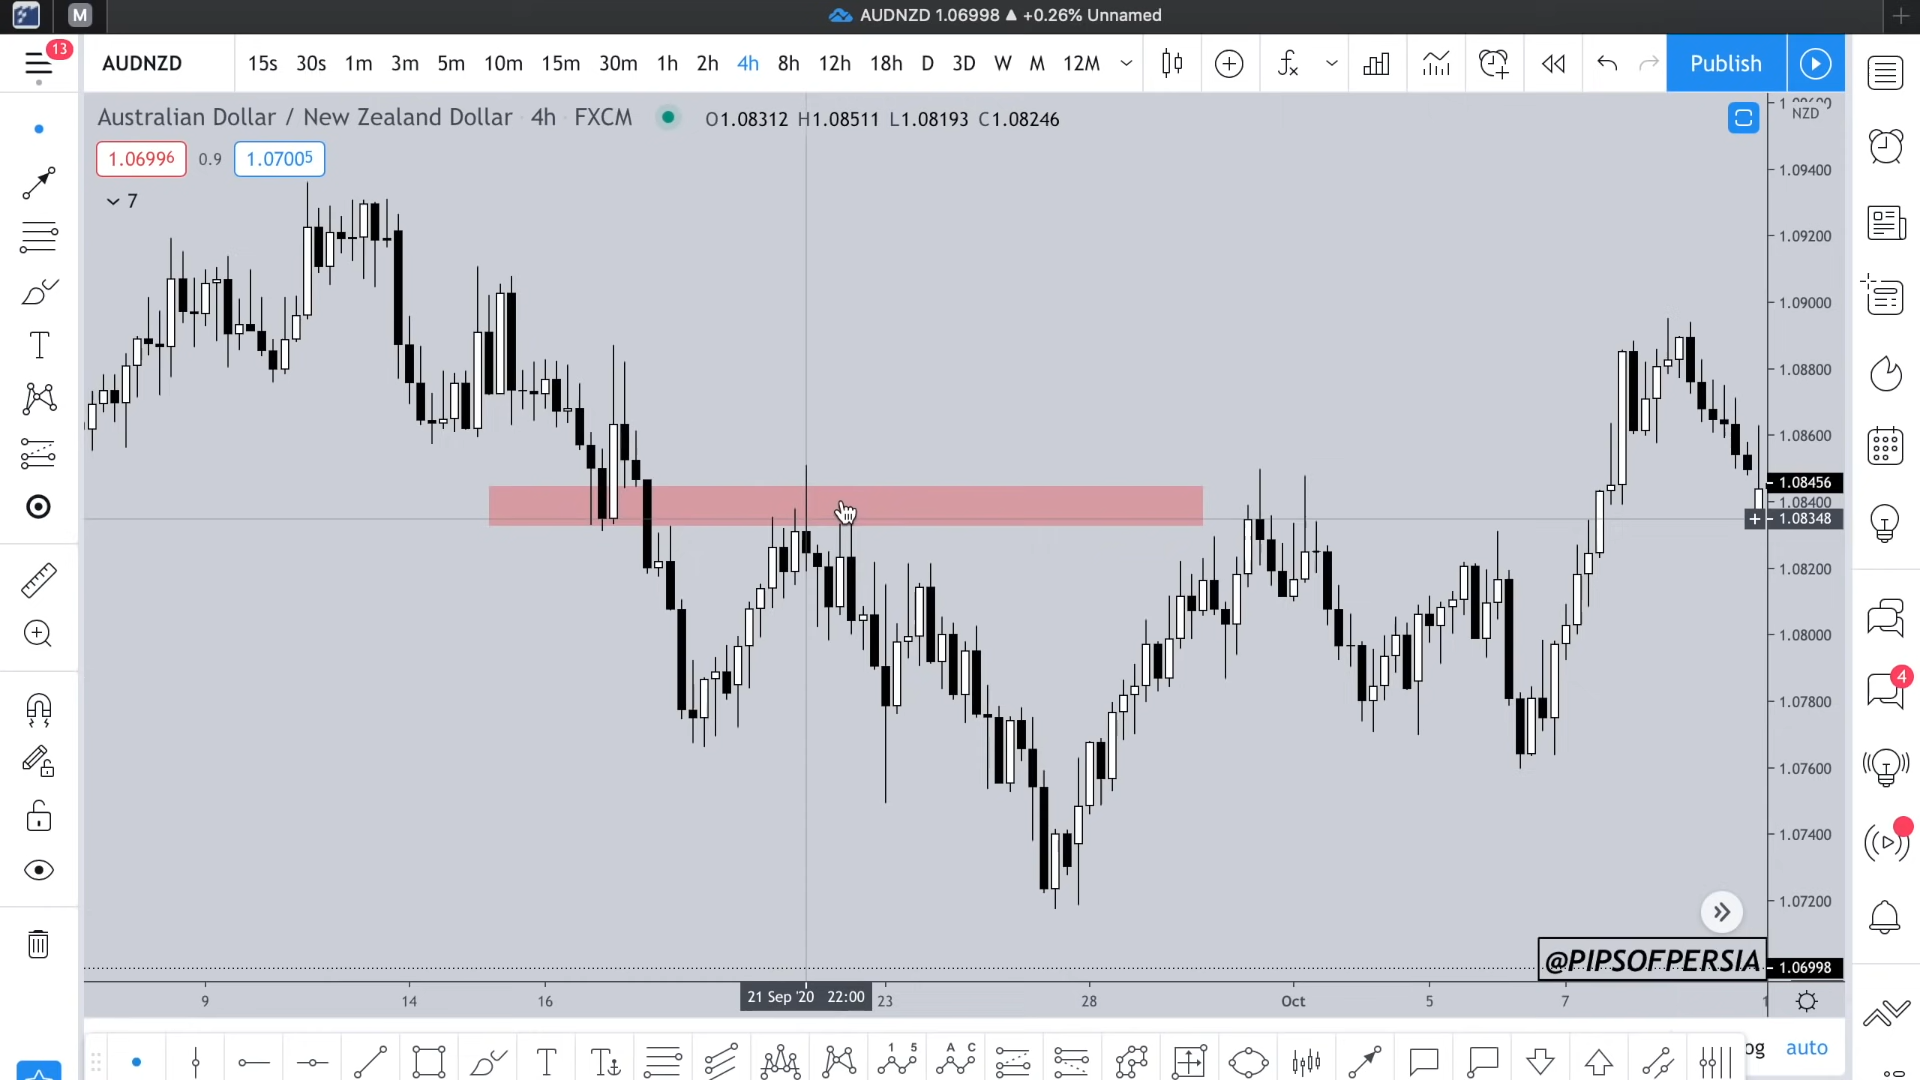 M
AUDNZD 1.06998 ▲ +0.26% Unnamed
13
AUDNZD 15s 30s 1m 3m 5m 10m 15m 30m 1h 2h 4h 8h 12h 18h D 3D W M 12M Publish
Australian Dollar / New Zealand Dollar · 4h · FXCM O1.08312 H1.08511 L1.08193 C1.08246
NZD
1.06996 0.9 1.07005
7
1.09400
1.09200
1.09000
1.08800
1.08600
1.08456
1.08400
1.08348
1.08200
1.08000
1.07800
1.07600
1.07400
1.07200
@PIPSOFPERSIA
1.06998
9 14 16 21 Sep '20 22:00 23 28 Oct 5 7
4
auto
T T 1 5 A C